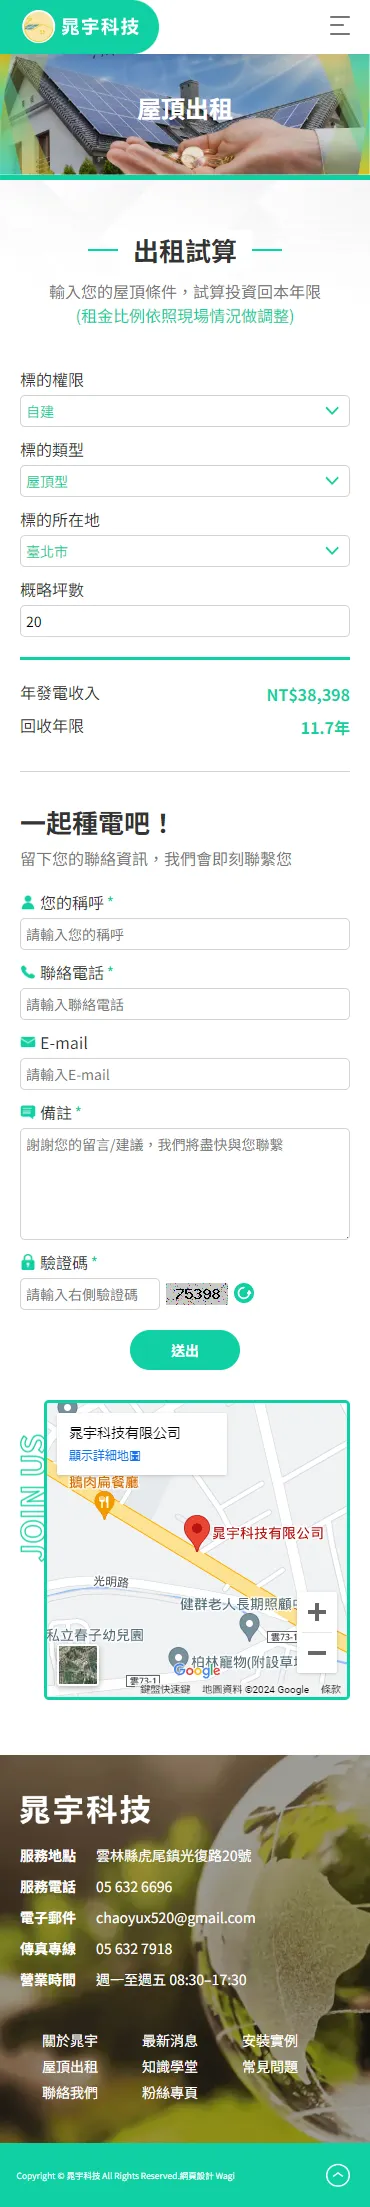 晁宇科技
屋頂出租
出租試算
輸入您的屋頂條件，試算投資回本年限
(租金比例依照現場情況做調整)
標的權限
自建
標的類型
屋頂型
標的所在地
臺北市
概略坪數
20
年發電收入 NT$38,398
回收年限 11.7年
一起種電吧！
留下您的聯絡資訊，我們會即刻聯繫您
您的稱呼 *
請輸入您的稱呼
聯絡電話 *
請輸入聯絡電話
E-mail
請輸入E-mail
備註 *
謝謝您的留言/建議，我們將盡快與您聯繫
驗證碼 *
請輸入右側驗證碼 75398
送出
JOIN US
晁宇科技有限公司
顯示詳細地圖
鵝肉扁餐廳
晁宇科技有限公司
光明路
健群老人長期照顧中
雲73-1
私立春子幼兒園
柏林寵物(附設草坪
雲73-1
Google
鍵盤快速鍵 地圖資料 ©2024 Google 條款
晁宇科技
服務地點 雲林縣虎尾鎮光復路20號
服務電話 05 632 6696
電子郵件 chaoyux520@gmail.com
傳真專線 05 632 7918
營業時間 週一至週五 08:30–17:30
關於晁宇 最新消息 安裝實例
屋頂出租 知識學堂 常見問題
聯絡我們 粉絲專頁
Copyright © 晁宇科技 All Rights Reserved.網頁設計 Wagi